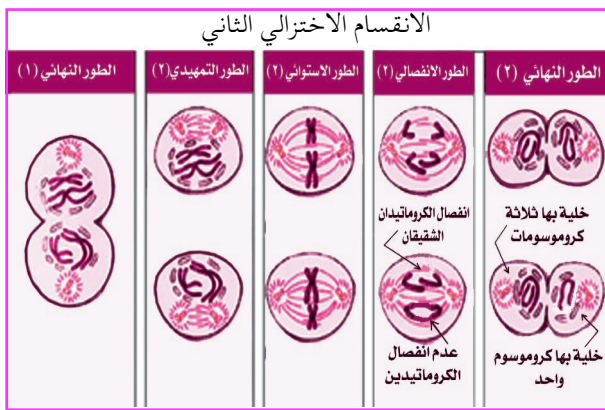 الانقسام الاختزالي الثاني
الطور النهائي (١)
الطور التمهيدي (٢)
الطور الاستوائي (٢)
الطور الانفصالي (٢)
الطور النهائي (٢)
انفصال الكروماتيدان
الشقيقان
عدم انفصال
الكروماتيدين
خلية بها ثلاثة
كروموسومات
خلية بها كروموسوم
واحد